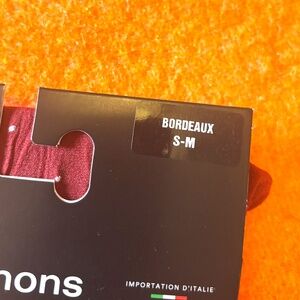 BORDEAUX
S-M
mons
IMPORTATION D'ITALIE